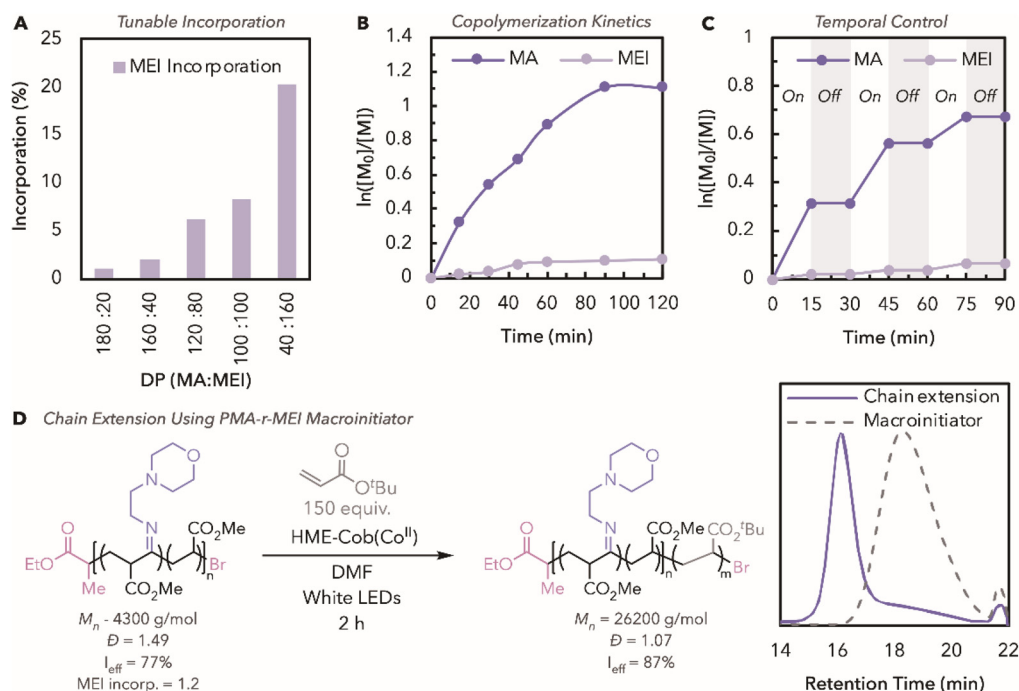 A Tunable Incorporation
25
20
15
10
5
0
Incorporation (%)
MEI Incorporation
180 :20
160 :40
120 :80
100 :100
40 :160
DP (MA:MEI)
B Copolymerization Kinetics
1.4
1.2
1
0.8
0.6
0.4
0.2
0
ln([M₀]/[M])
MA MEI
0 20 40 60 80 100 120
Time (min)
C Temporal Control
1
0.8
0.6
0.4
0.2
0
ln([M₀]/[M])
MA MEI
On Off On Off On Off
0 15 30 45 60 75 90
Time (min)
D Chain Extension Using PMA-r-MEI Macroinitiator
O
N
N
CO₂Me
O
EtO
Me
CO₂Me
n
Br
Mn - 4300 g/mol
Đ = 1.49
Ieff = 77%
MEI incorp. = 1.2
O
OᵗBu
150 equiv.
HME-Cob(Coᴵᴵ)
DMF
White LEDs
2 h
O
N
N
CO₂Me
CO₂ᵗBu
O
EtO
Me
CO₂Me
n
m
Br
Mn = 26200 g/mol
Đ = 1.07
Ieff = 87%
Chain extension
Macroinitiator
14 16 18 20 21 22
Retention Time (min)